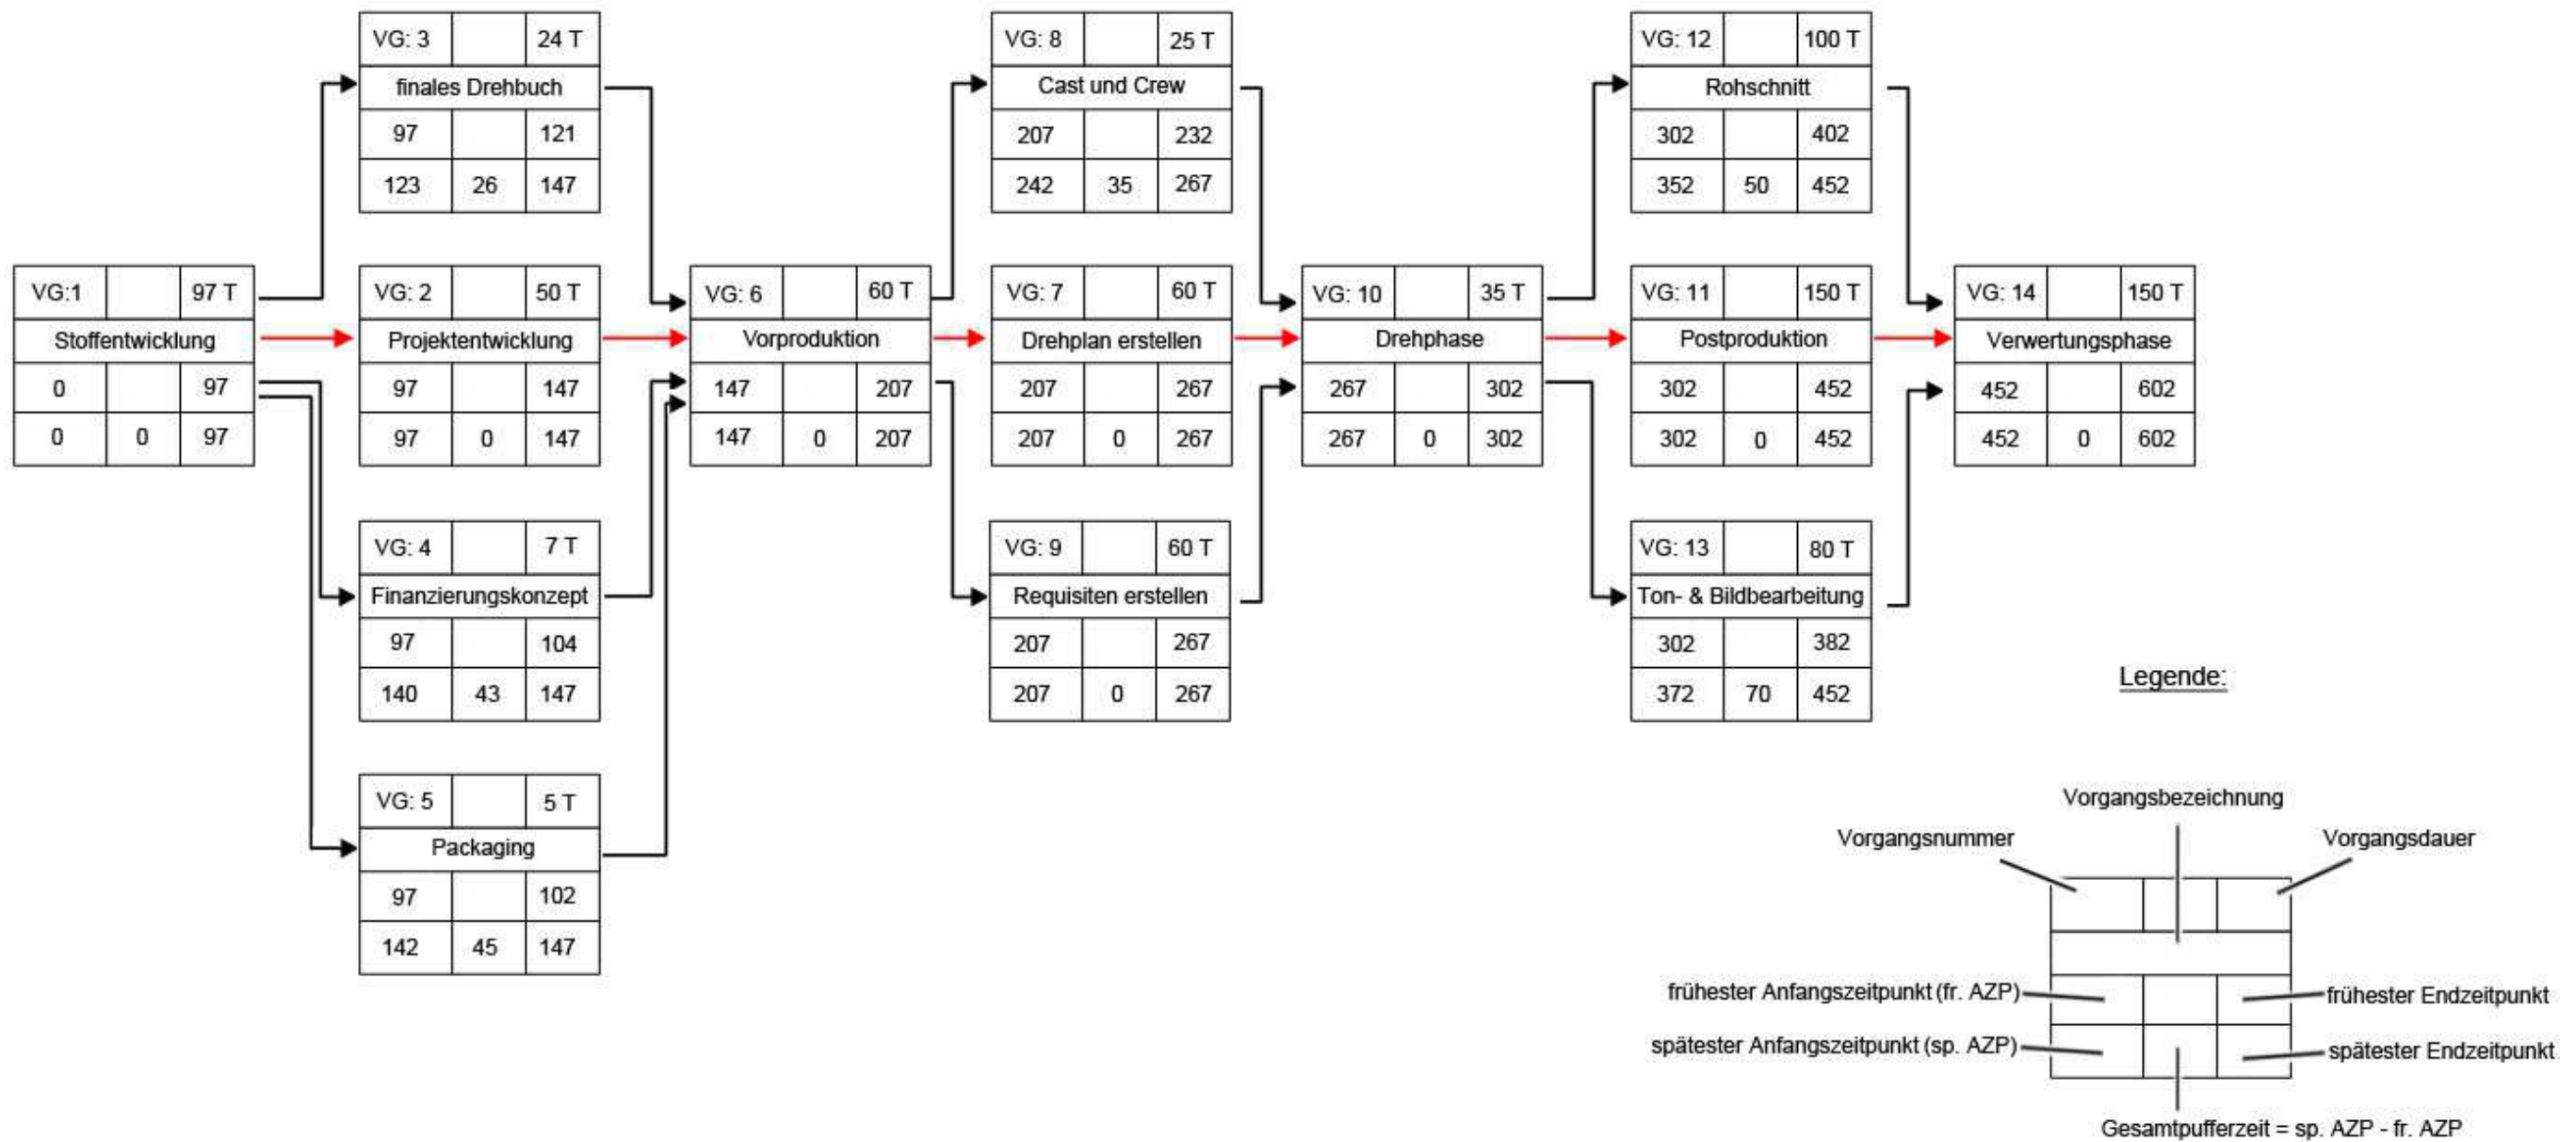 VG: 3 24 T
finales Drehbuch
97 121
123 26 147
VG: 8 25 T
Cast und Crew
207 232
242 35 267
VG: 12 100 T
Rohschnitt
302 402
352 50 452
VG:1 97 T
Stoffentwicklung
0 97
0 0 97
VG: 2 50 T
Projektentwicklung
97 147
97 0 147
VG: 6 60 T
Vorproduktion
147 207
147 0 207
VG: 7 60 T
Drehplan erstellen
207 267
207 0 267
VG: 10 35 T
Drehphase
267 302
267 0 302
VG: 11 150 T
Postproduktion
302 452
302 0 452
VG: 14 150 T
Verwertungsphase
452 602
452 0 602
VG: 4 7 T
Finanzierungskonzept
97 104
140 43 147
VG: 9 60 T
Requisiten erstellen
207 267
207 0 267
VG: 13 80 T
Ton- & Bildbearbeitung
302 382
372 70 452
VG: 5 5 T
Packaging
97 102
142 45 147
Legende:
Vorgangsbezeichnung
Vorgangsnummer
Vorgangsdauer
frühester Anfangszeitpunkt (fr. AZP)
frühester Endzeitpunkt
spätester Anfangszeitpunkt (sp. AZP)
spätester Endzeitpunkt
Gesamtpufferzeit = sp. AZP - fr. AZP